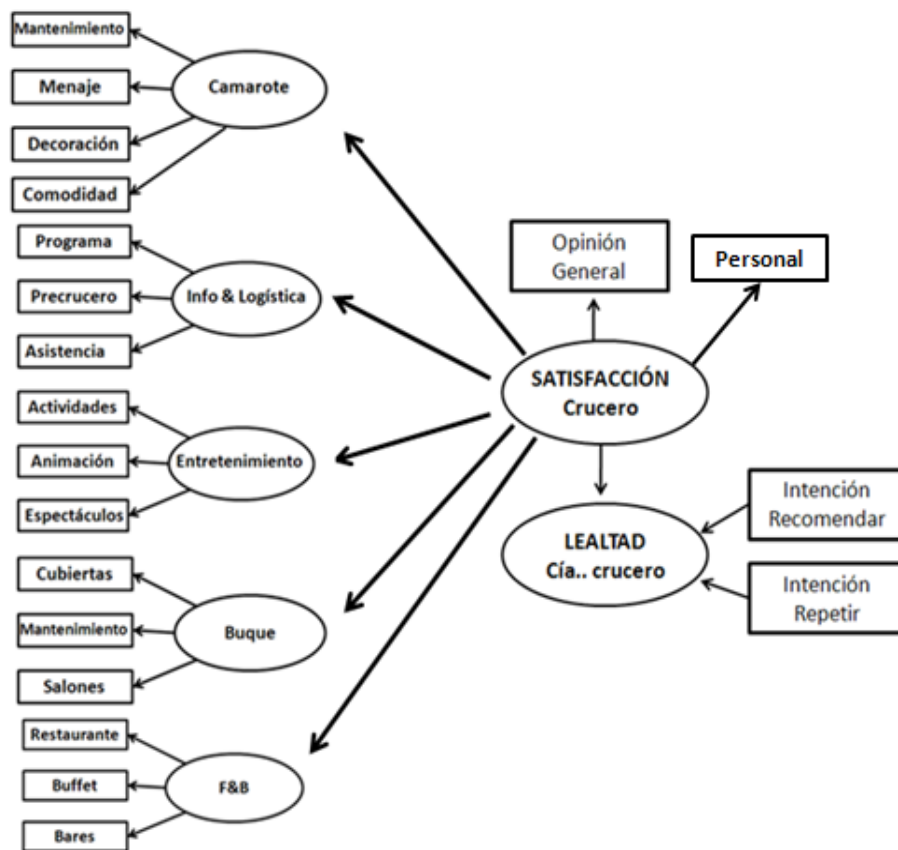 Mantenimiento
Menaje
Decoración
Comodidad
Camarote
Programa
Precrucero
Asistencia
Info & Logística
Actividades
Animación
Espectáculos
Entretenimiento
Cubiertas
Mantenimiento
Salones
Buque
Restaurante
Buffet
Bares
F&B
Opinión
General
Personal
SATISFACCIÓN
Crucero
LEALTAD
Cía.. crucero
Intención
Recomendar
Intención
Repetir